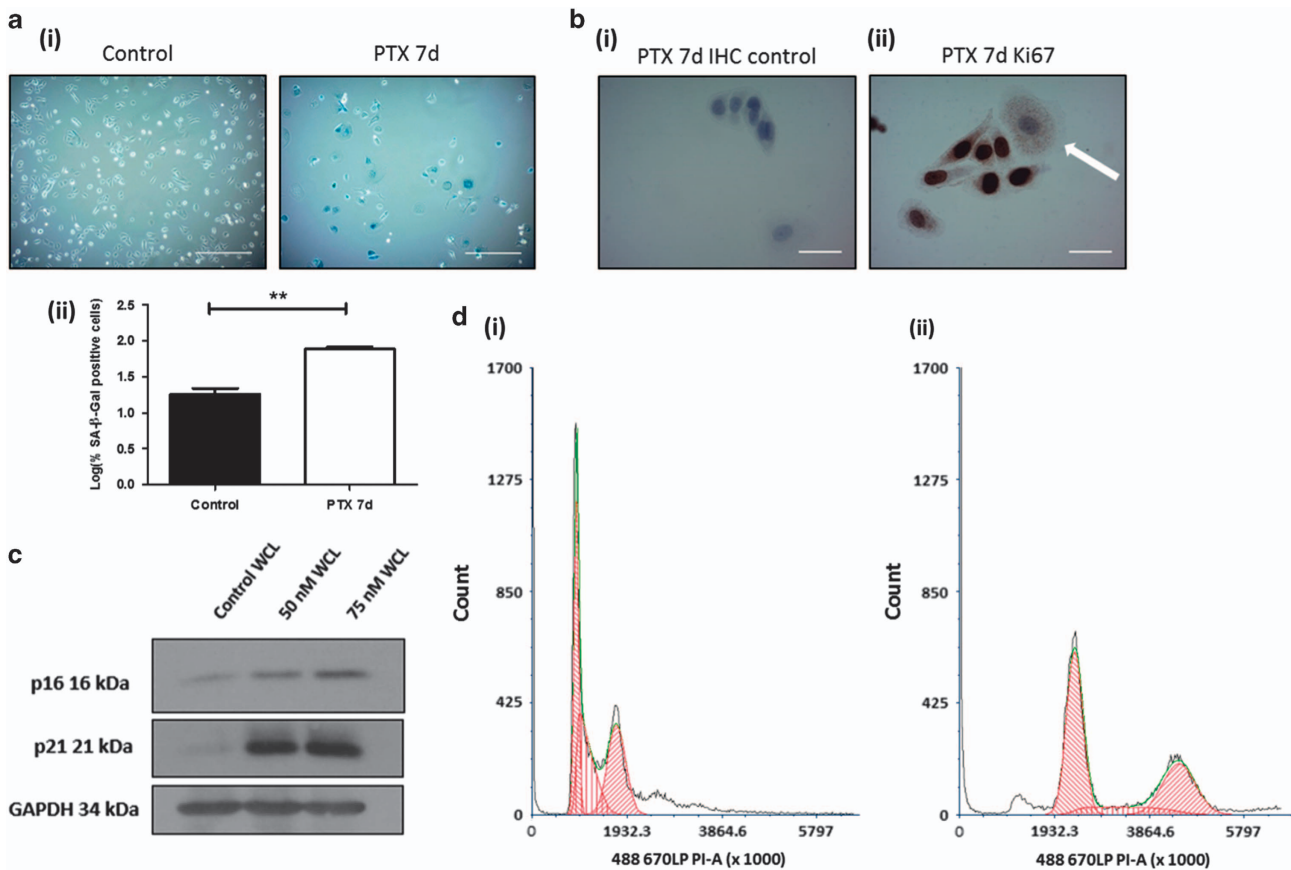 a
(i)
Control
PTX 7d
b
(i)
PTX 7d IHC control
(ii)
PTX 7d Ki67
(ii)
Log(% SA-β-Gal positive cells)
2.5
2.0
1.5
1.0
0.5
0.0
**
Control
PTX 7d
c
Control WCL
50 nM WCL
75 nM WCL
p16 16 kDa
p21 21 kDa
GAPDH 34 kDa
d
(i)
Count
1700
1275
850
425
0
0
1932.3
3864.6
5797
488 670LP PI-A (x 1000)
(ii)
Count
1700
1275
850
425
0
0
1932.3
3864.6
5797
488 670LP PI-A (x 1000)